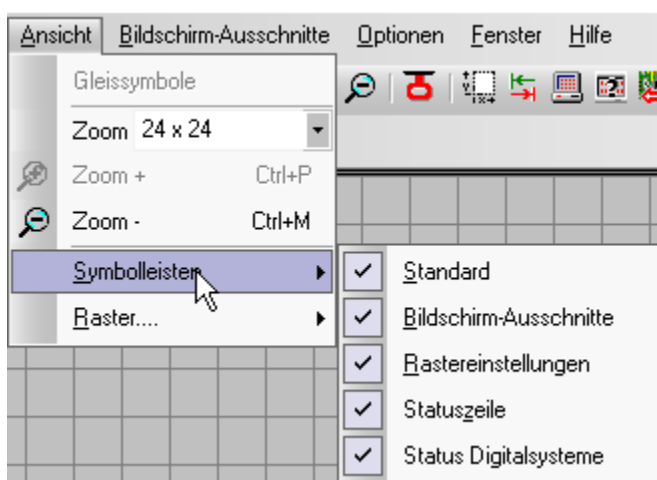 Ansicht Bildschirm-Ausschnitte Optionen Fenster Hilfe
Gleissymbole
Zoom 24 x 24
Zoom + Ctrl+P
Zoom - Ctrl+M
Symbolleisten
Raster....
Standard
Bildschirm-Ausschnitte
Rastereinstellungen
Statuszeile
Status Digitalsysteme